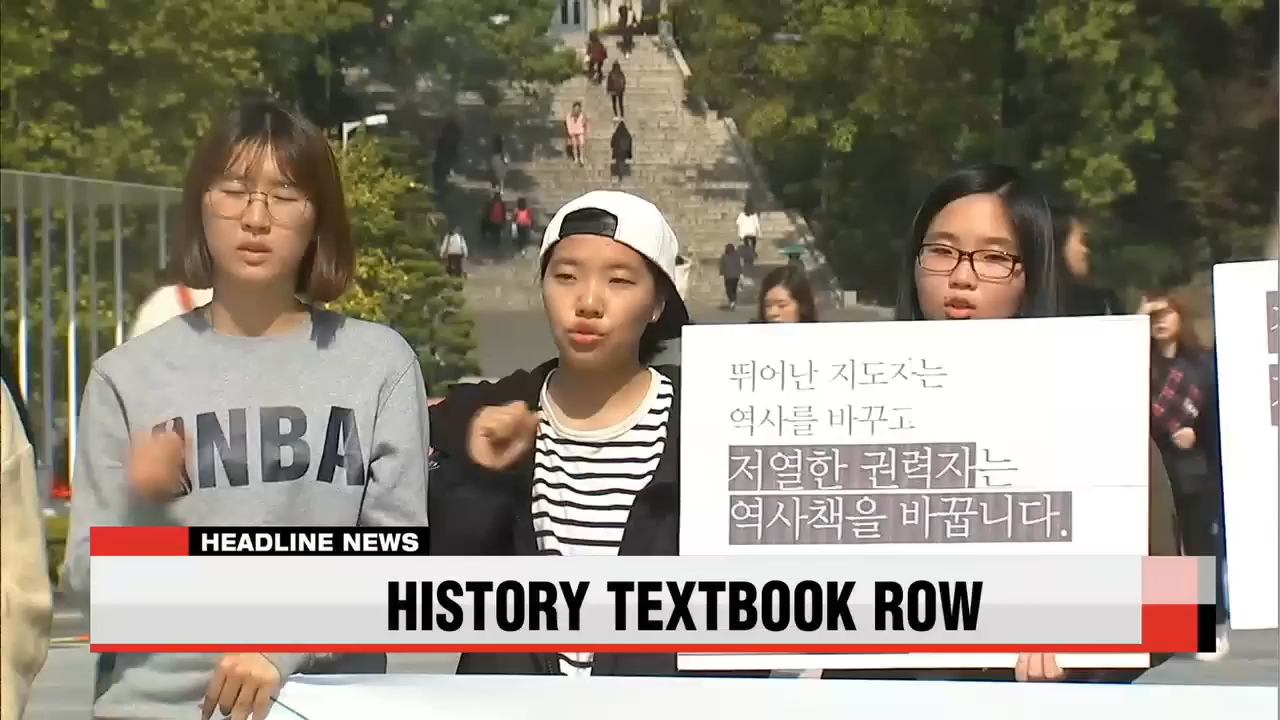 UNBA
뛰어난 지도자는
역사를 바꾸고
저열한 권력자는
역사책을 바꿉니다.
HEADLINE NEWS
HISTORY TEXTBOOK ROW